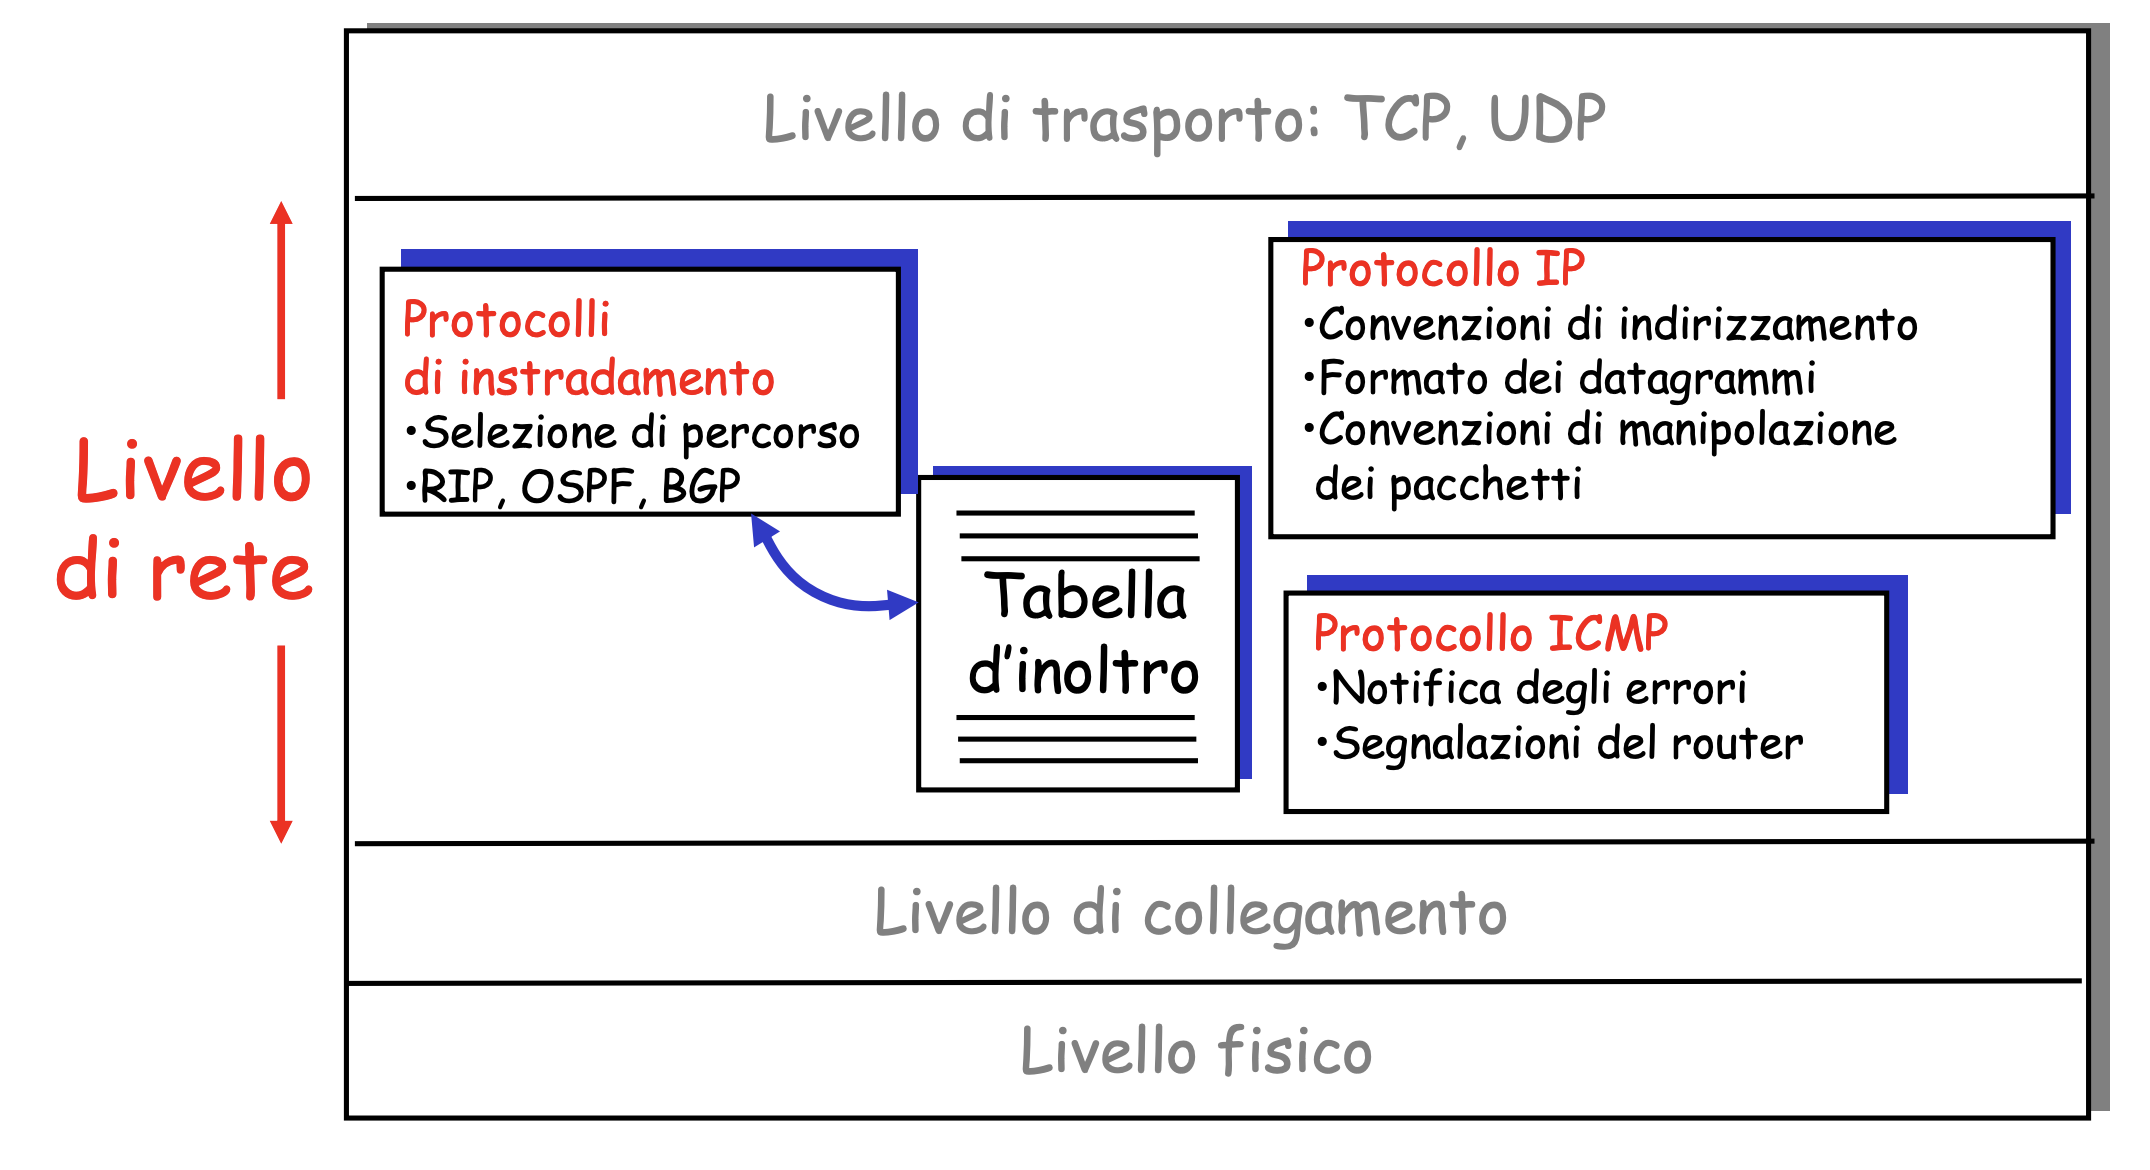 Livello di trasporto: TCP, UDP
Livello
di rete
Protocolli
di instradamento
•Selezione di percorso
•RIP, OSPF, BGP
Tabella
d'inoltro
Protocollo IP
•Convenzioni di indirizzamento
•Formato dei datagrammi
•Convenzioni di manipolazione
dei pacchetti
Protocollo ICMP
•Notifica degli errori
•Segnalazioni del router
Livello di collegamento
Livello fisico